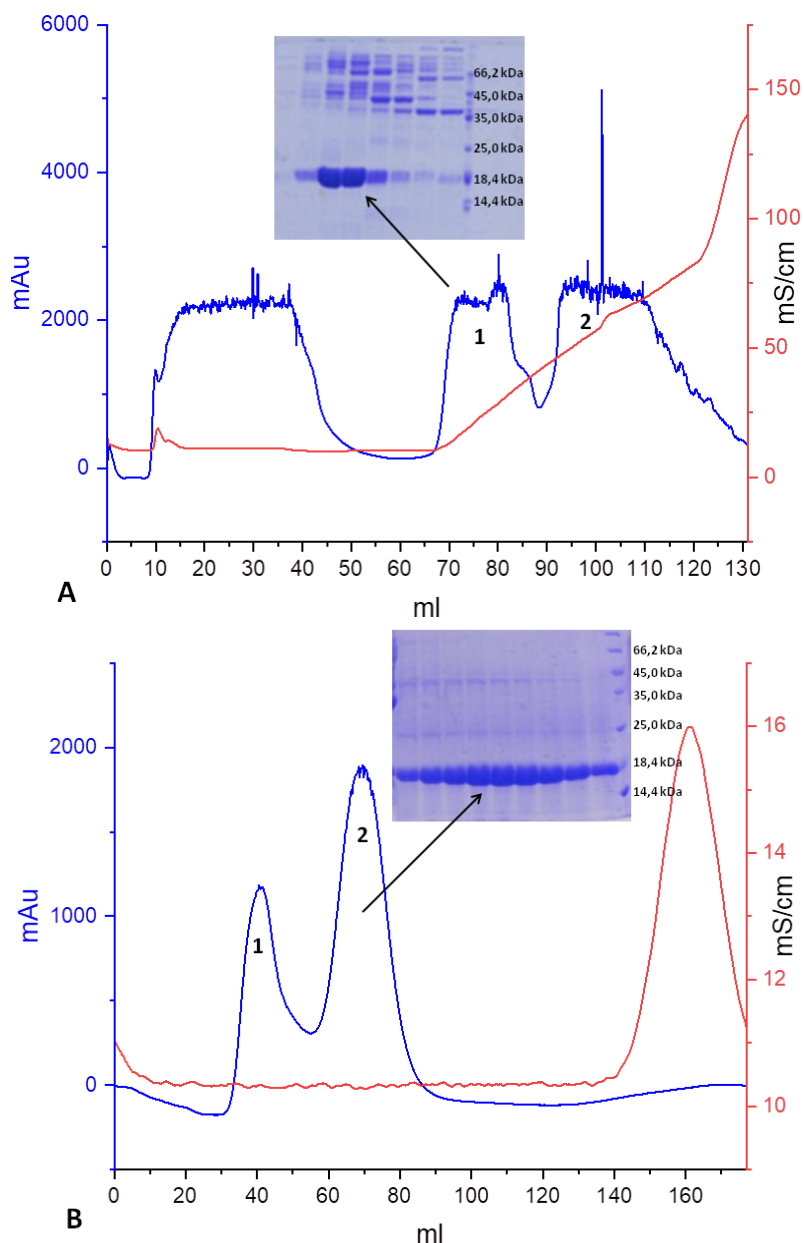 6000
4000
2000
0
mAu
66,2 kDa
45,0 kDa
35,0 kDa
25,0 kDa
18,4 kDa
14,4 kDa
1
2
150
100
50
0
mS/cm
0 10 20 30 40 50 60 70 80 90 100 110 120 130
ml
A
2000
1000
0
mAu
66,2 kDa
45,0 kDa
35,0 kDa
25,0 kDa
18,4 kDa
14,4 kDa
1
2
16
14
12
10
mS/cm
0 20 40 60 80 100 120 140 160
ml
B